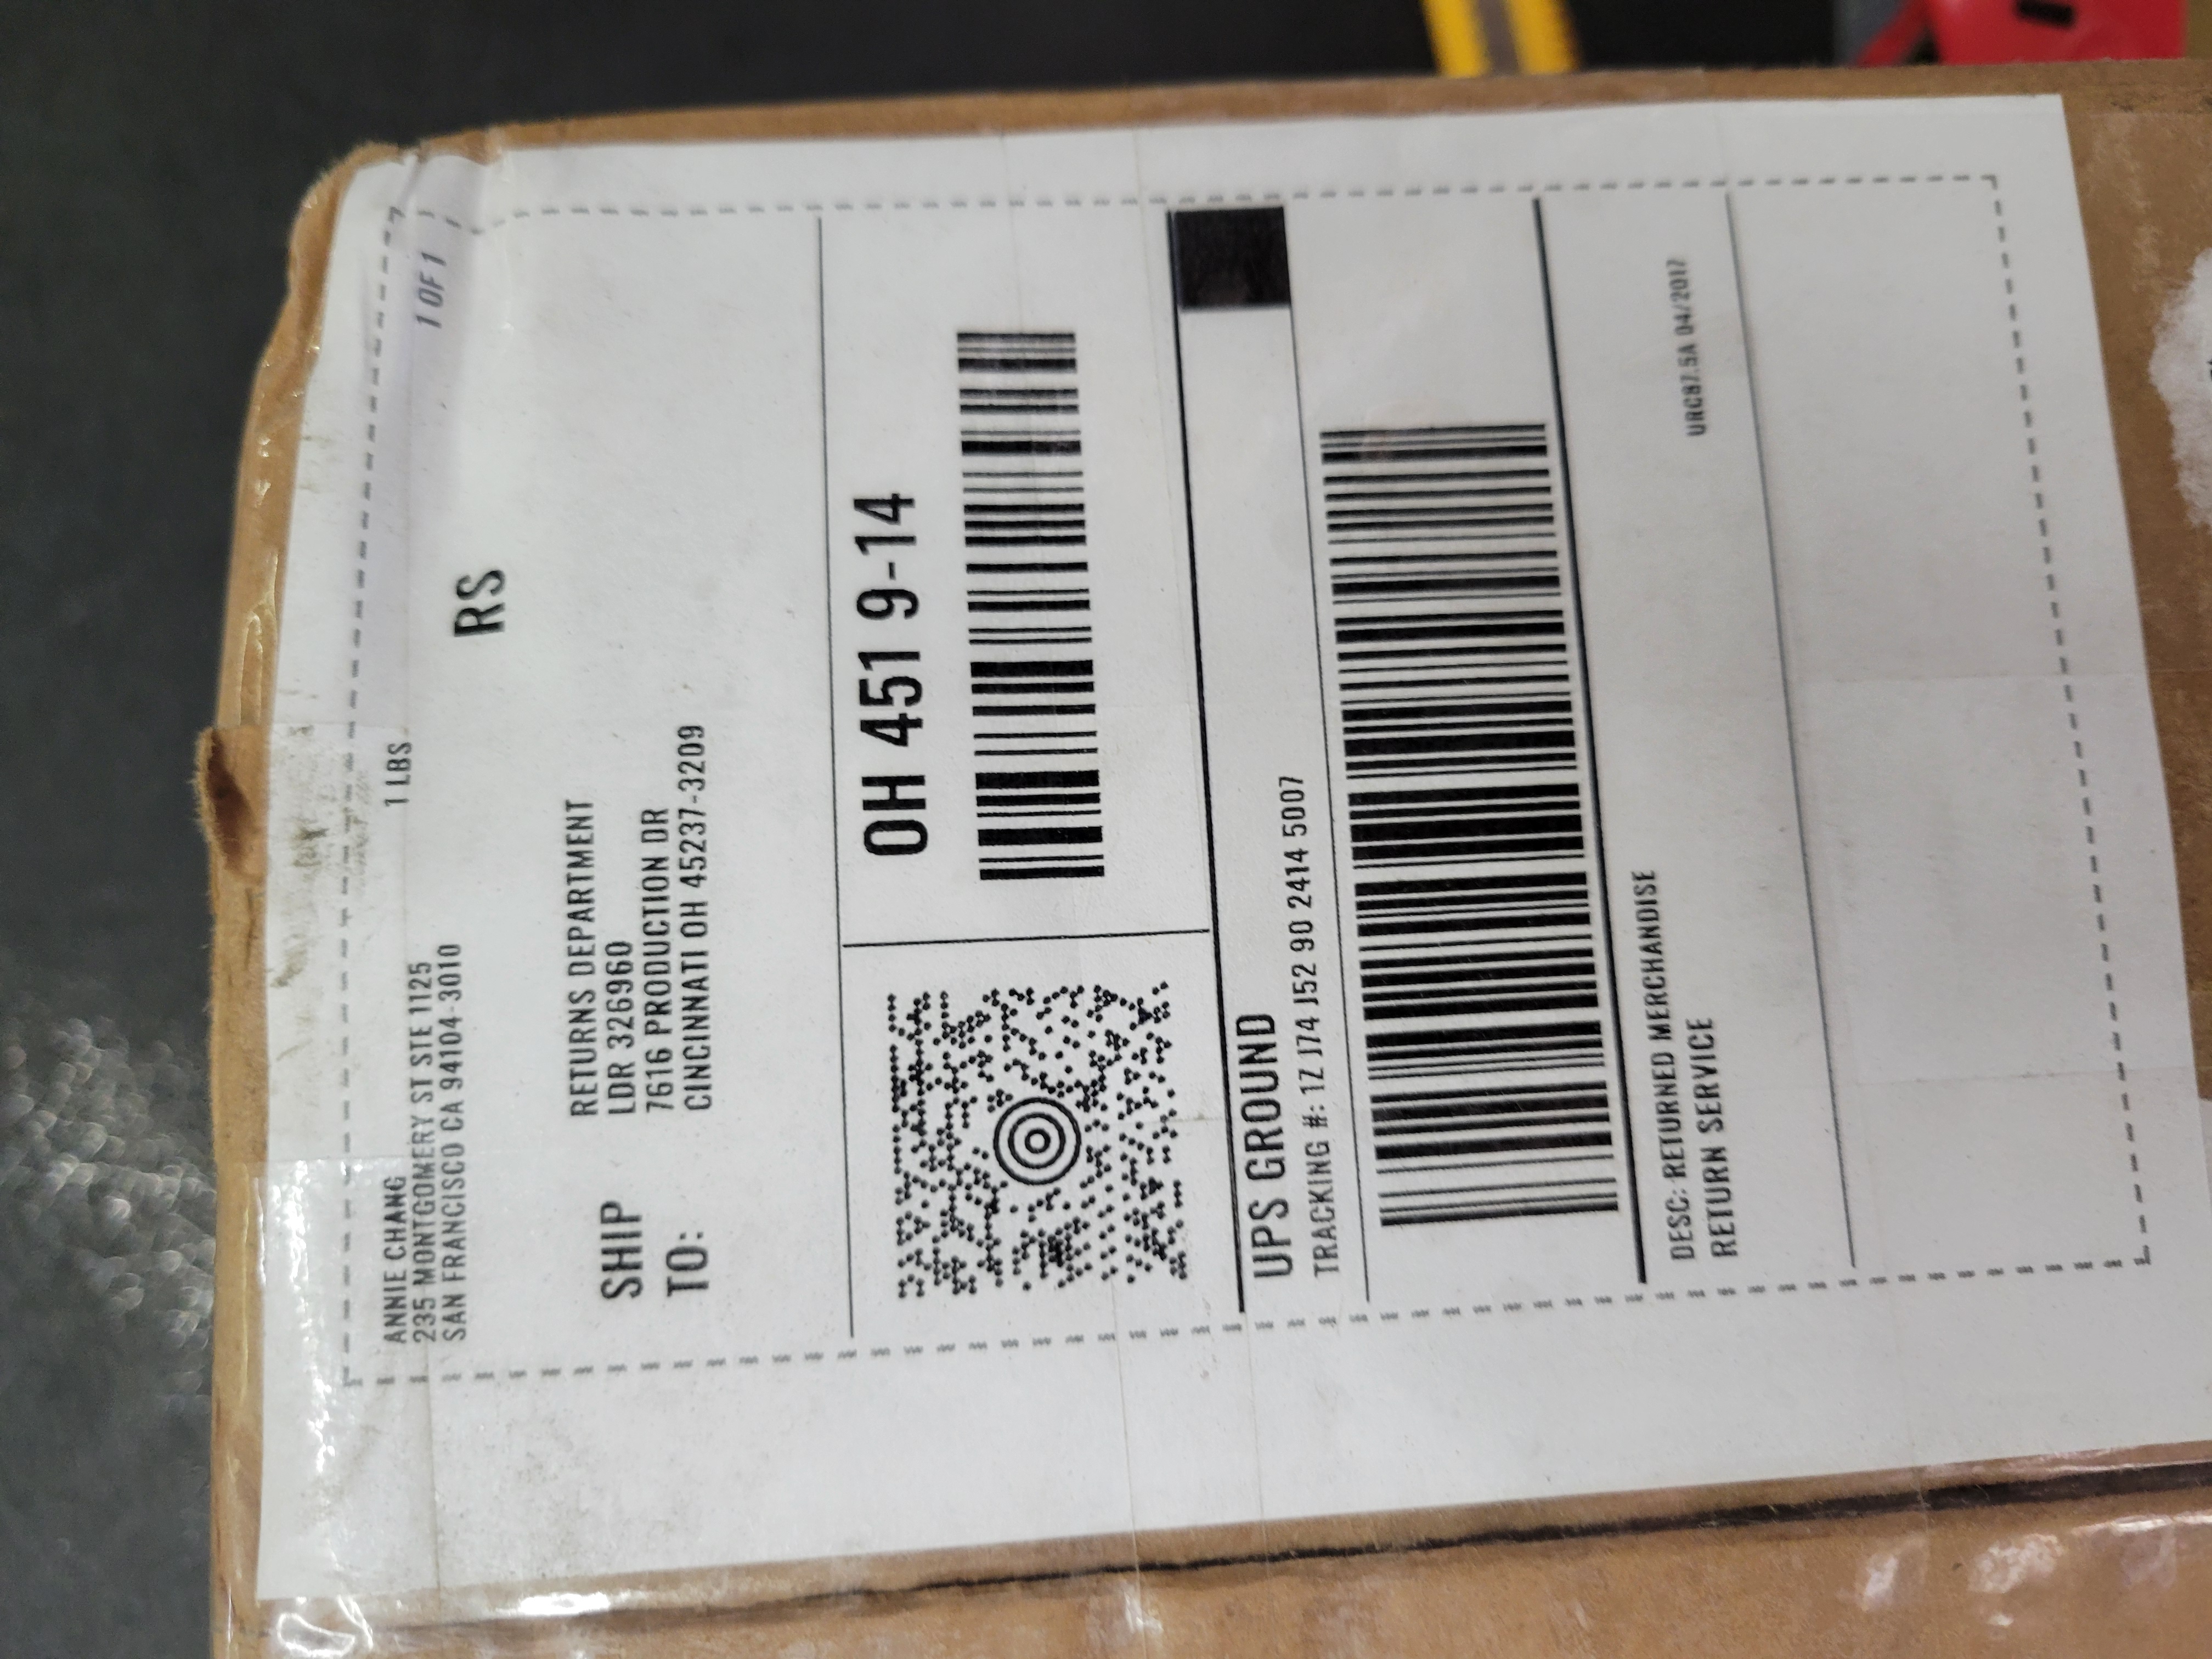 ANNIE CHANG
235 MONTGOMERY ST STE 1125
SAN FRANCISCO CA 94104-3010
1 LBS
1 OF 1
RS
SHIP
TO:
RETURNS DEPARTMENT
LDR 326960
7616 PRODUCTION DR
CINCINNATI OH 45237-3209
OH 451 9-14
UPS GROUND
TRACKING #: 1Z J74 J52 90 2414 5007
DESC: RETURNED MERCHANDISE
RETURN SERVICE
URC87.5A 04/2017